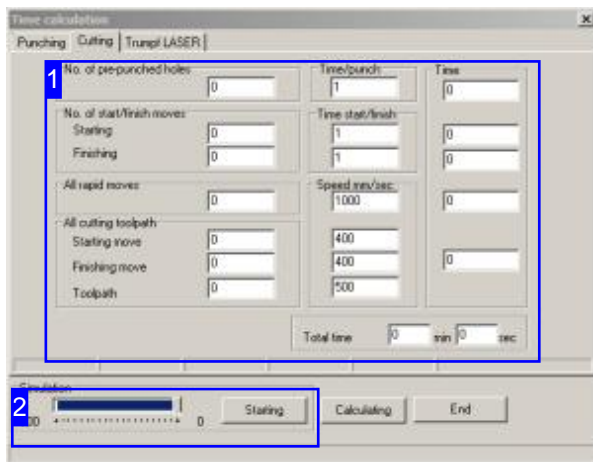 Time calculation x
Punching Cutting Trumpf LASER
1
No. of pre-punched holes Time/punch Time
0 1 0
No. of start/finish moves Time start/finish
Starting 0 1 0
Finishing 0 1 0
All rapid moves Speed mm/sec.
0 1000 0
All cutting toolpath
Starting move 0 400
Finishing move 0 400 0
Toolpath 0 500
Total time 0 min 0 sec
Simulation
2
0 Starting Calculating End